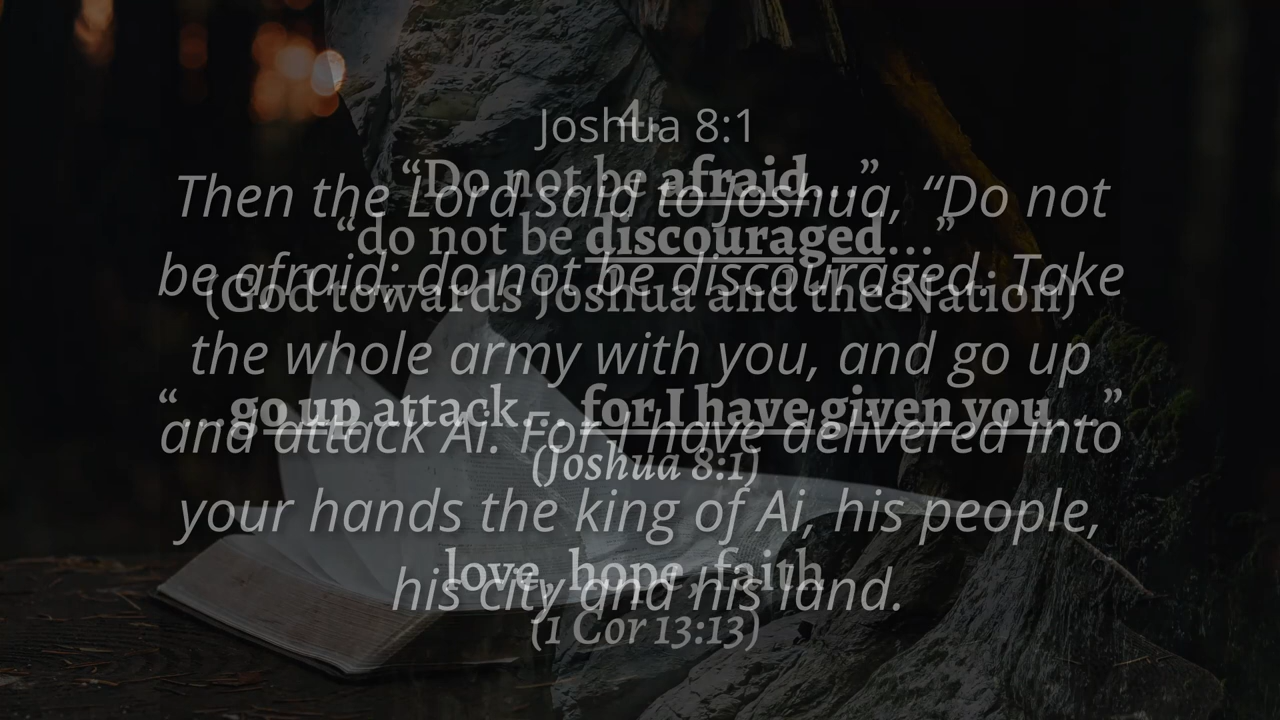 Joshua 8:1
Then the Lord said to Joshua, “Do not
be afraid; do not be discouraged. Take
the whole army with you, and go up
and attack Ai. For I have delivered into
your hands the king of Ai, his people,
his city and his land.
4.
“Do not be afraid...”
“do not be discouraged...”
(God towards Joshua and the Nation)
“...go up attack... for I have given you...”
(Joshua 8:1)
love, hope, faith
(1 Cor 13:13)